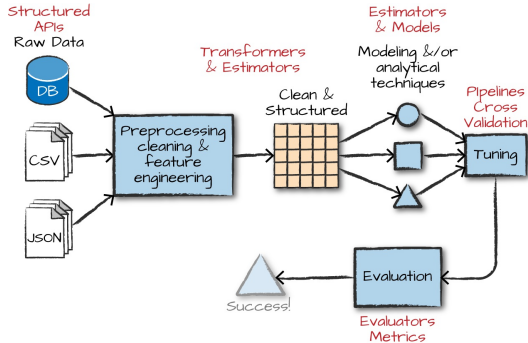 Structured
APIs
Raw Data
DB
CSV
JSON
Preprocessing
cleaning &
feature
engineering
Transformers
& Estimators
Clean &
Structured
Estimators
& Models
Modeling &/or
analytical
techniques
Pipelines
Cross
Validation
Tuning
Evaluation
Evaluators
Metrics
Success!